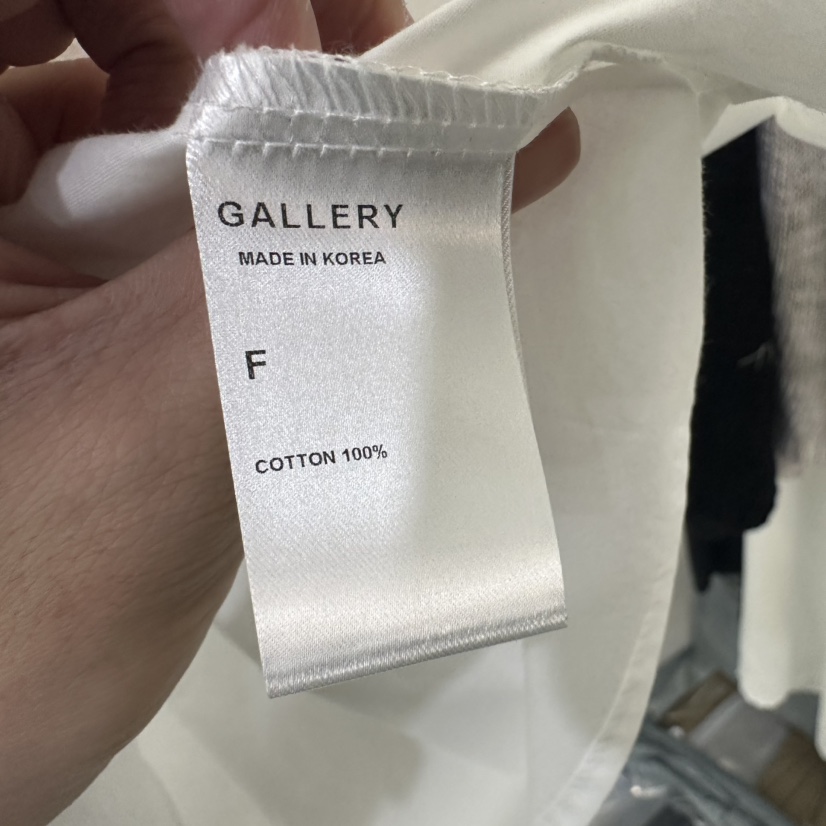 GALLERY
MADE IN KOREA
F
COTTON 100%